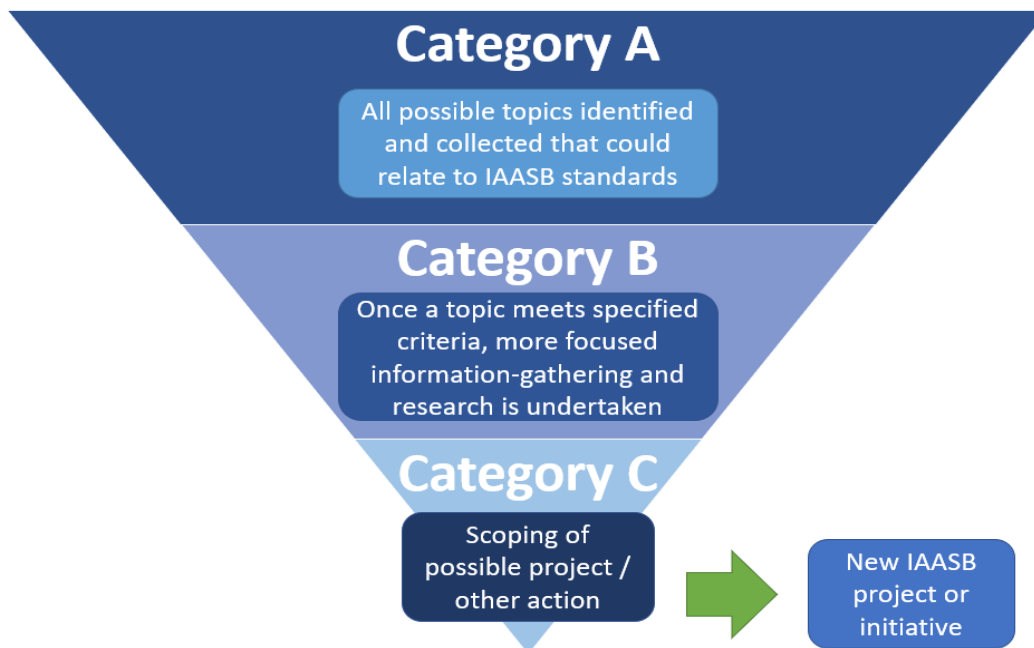 Category A
All possible topics identified
and collected that could
relate to IAASB standards
Category B
Once a topic meets specified
criteria, more focused
information-gathering and
research is undertaken
Category C
Scoping of
possible project /
other action
New IAASB
project or
initiative